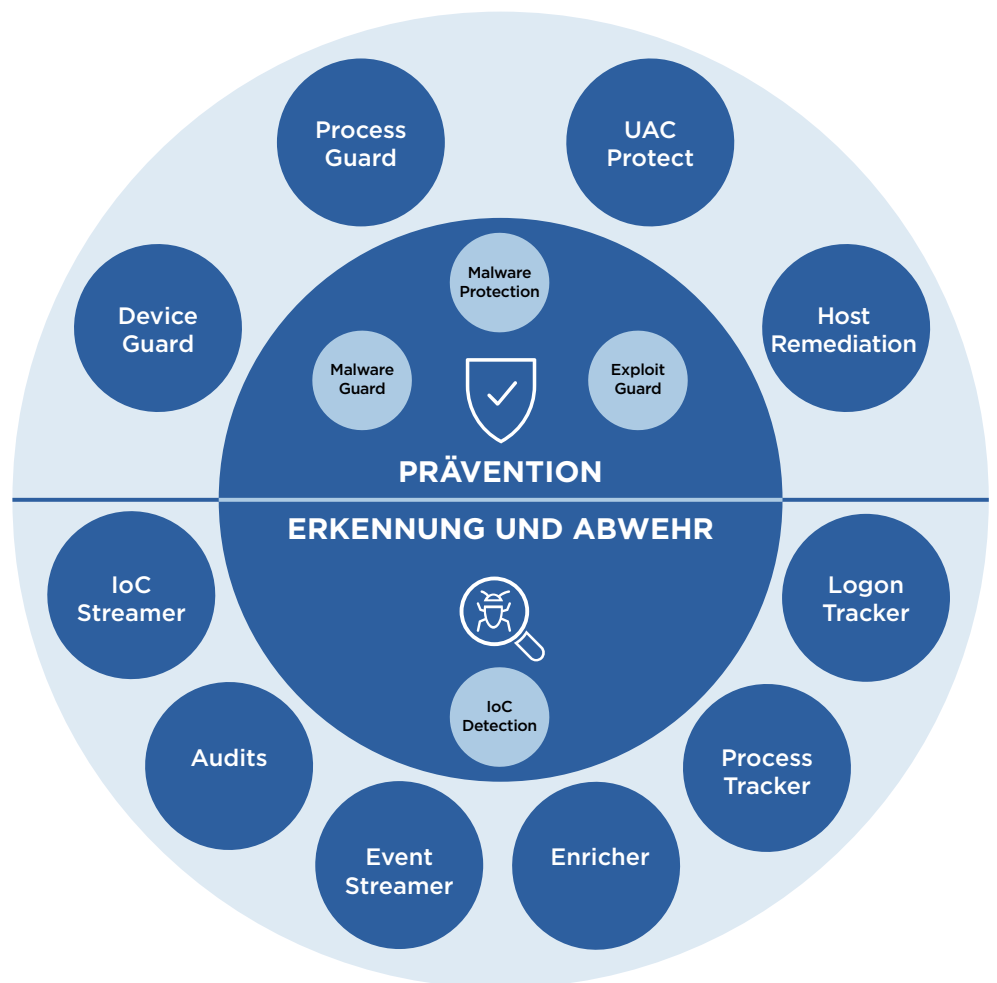 Process
Guard
UAC
Protect
Device
Guard
Host
Remediation
Malware
Protection
Malware
Guard
Exploit
Guard
PRÄVENTION
ERKENNUNG UND ABWEHR
IoC
Streamer
Logon
Tracker
IoC
Detection
Audits
Process
Tracker
Event
Streamer
Enricher